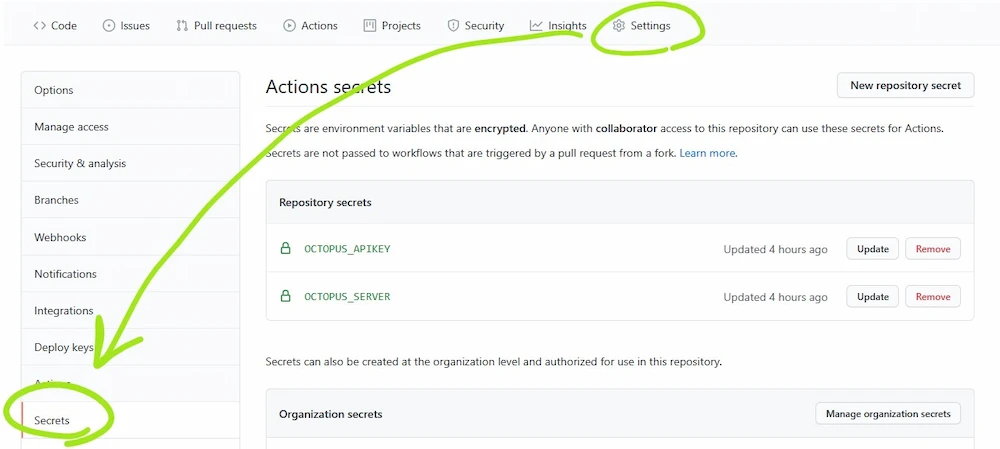 Code Issues Pull requests Actions Projects Security Insights Settings
Options
Manage access
Security & analysis
Branches
Webhooks
Notifications
Integrations
Deploy keys
Actions
Secrets
Actions secrets
New repository secret
Secrets are environment variables that are encrypted. Anyone with collaborator access to this repository can use these secrets for Actions.
Secrets are not passed to workflows that are triggered by a pull request from a fork. Learn more.
Repository secrets
OCTOPUS_APIKEY Updated 4 hours ago Update Remove
OCTOPUS_SERVER Updated 4 hours ago Update Remove
Secrets can also be created at the organization level and authorized for use in this repository.
Organization secrets Manage organization secrets